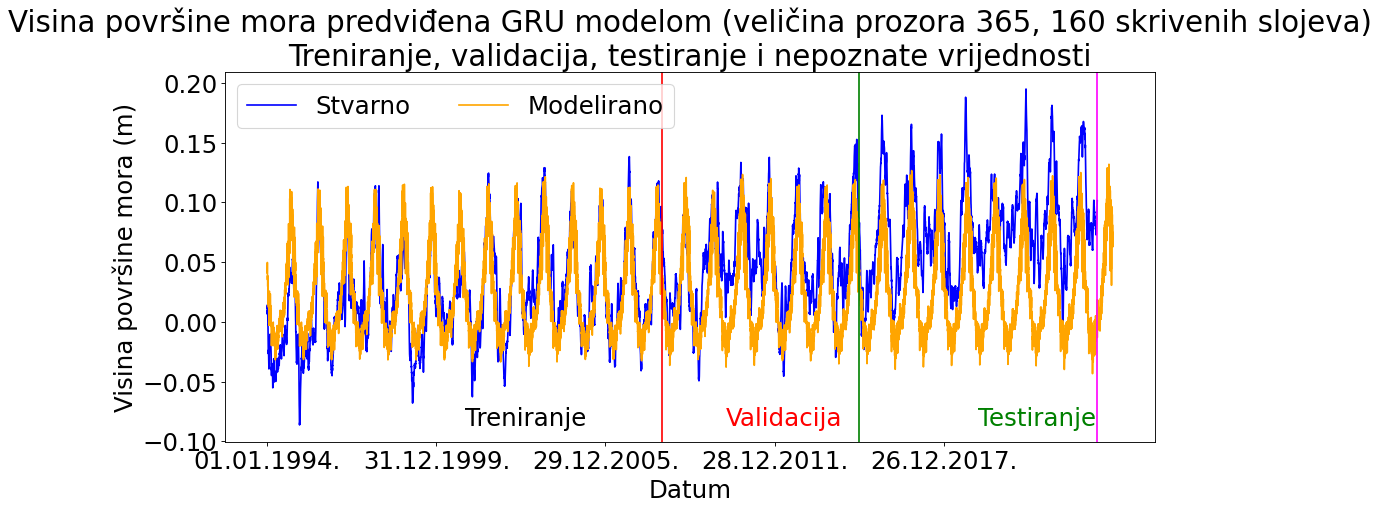 Visina površine mora predviđena GRU modelom (veličina prozora 365, 160 skrivenih slojeva)
Treniranje, validacija, testiranje i nepoznate vrijednosti
Stvarno Modelirano
Visina površine mora (m)
0.20
0.15
0.10
0.05
0.00
−0.05
−0.10
Treniranje Validacija Testiranje
01.01.1994. 31.12.1999. 29.12.2005. 28.12.2011. 26.12.2017.
Datum